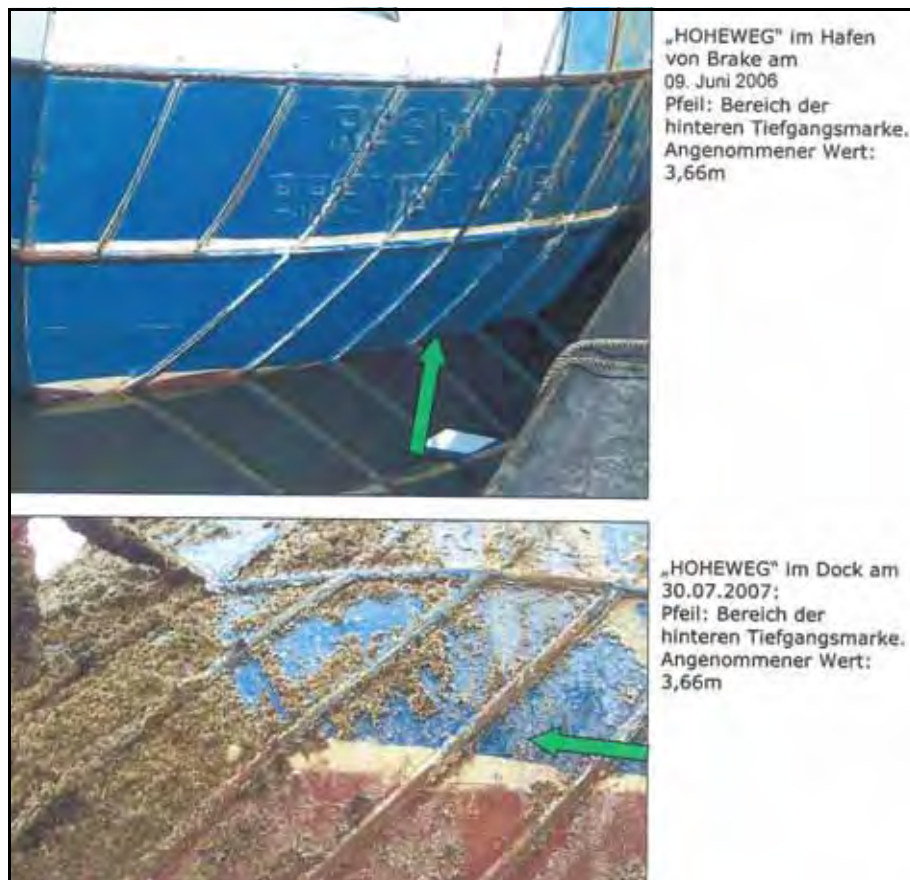 „HOHEWEG" im Hafen
von Brake am
09. Juni 2006
Pfeil: Bereich der
hinteren Tiefgangsmarke.
Angenommener Wert:
3,66m
„HOHEWEG" im Dock am
30.07.2007:
Pfeil: Bereich der
hinteren Tiefgangsmarke.
Angenommener Wert:
3,66m